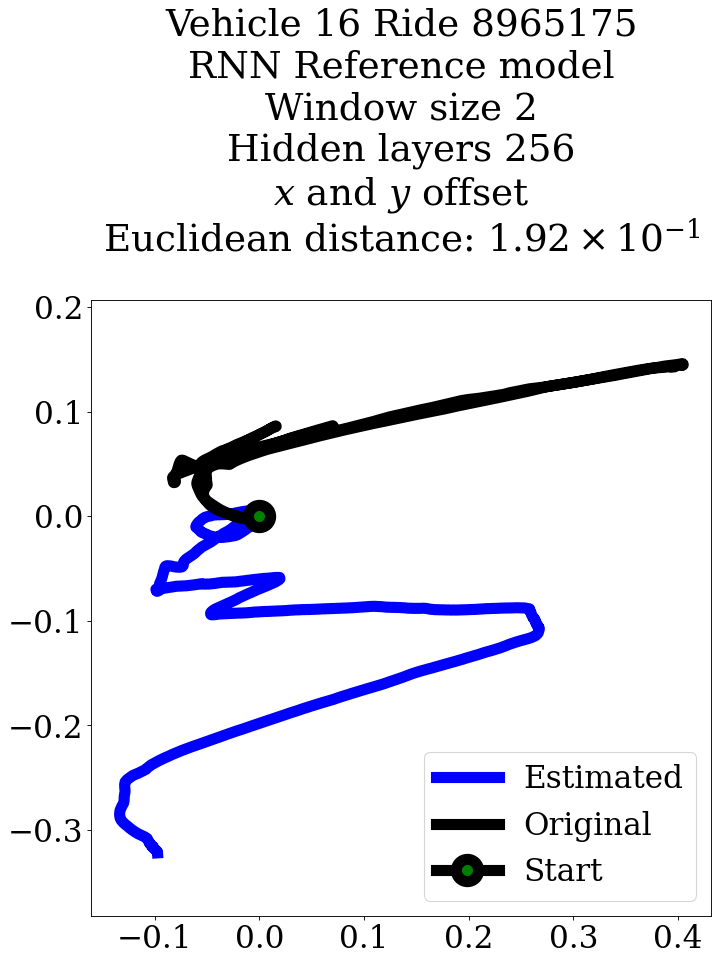 Vehicle 16 Ride 8965175
RNN Reference model
Window size 2
Hidden layers 256
x and y offset
Euclidean distance: 1.92 × 10⁻¹
0.2
0.1
0.0
−0.1
−0.2
−0.3
Estimated
Original
Start
−0.1 0.0 0.1 0.2 0.3 0.4